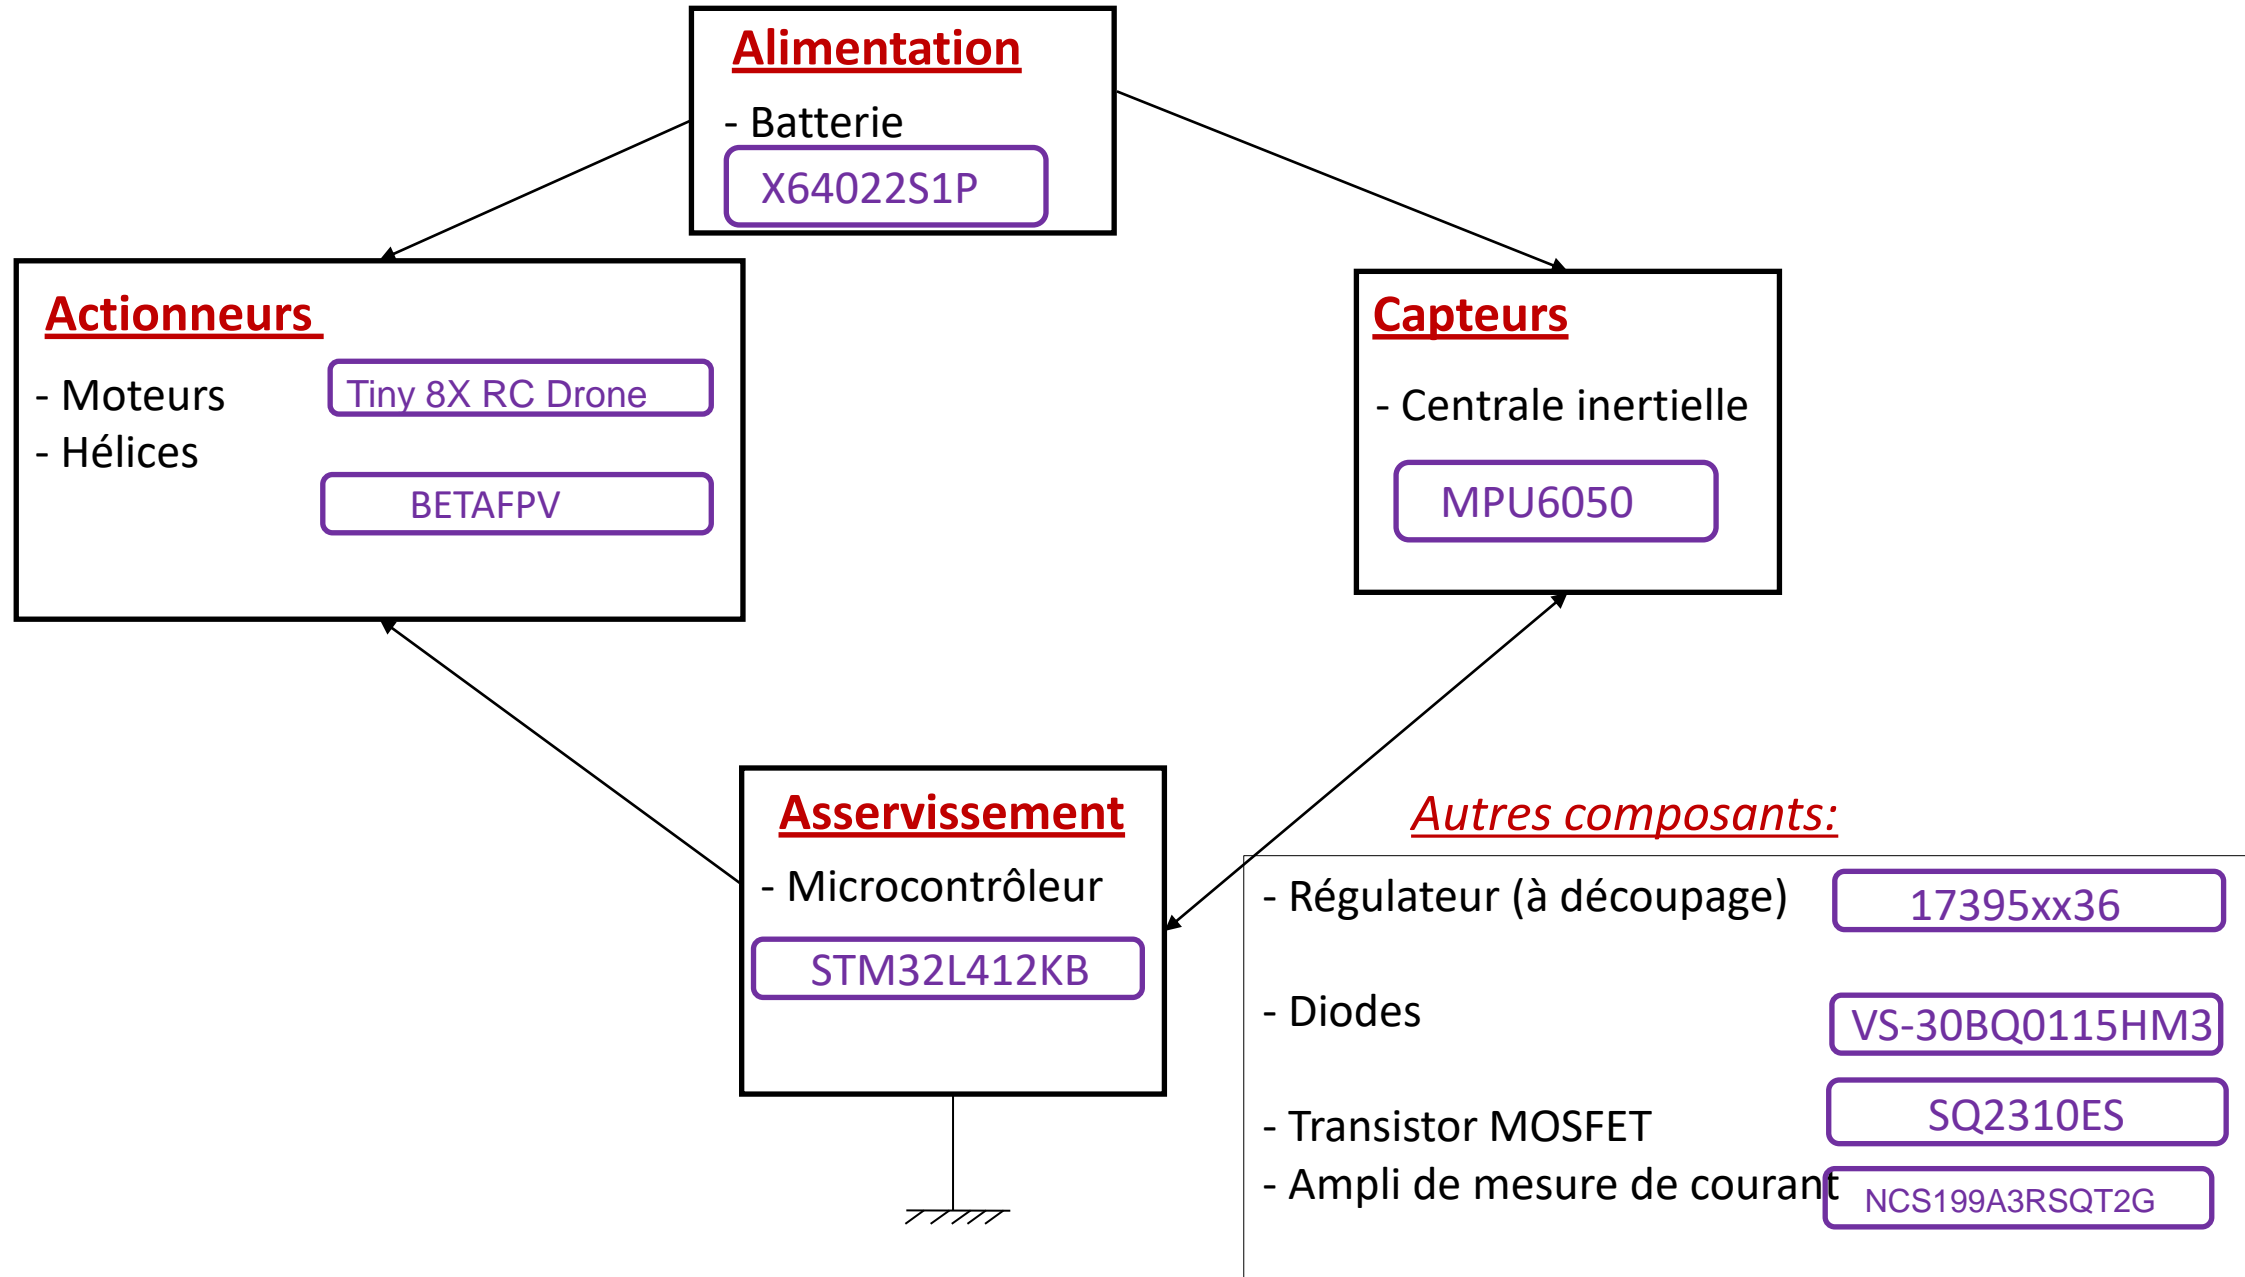 Alimentation
- Batterie
X64022S1P
Actionneurs
- Moteurs
Tiny 8X RC Drone
- Hélices
BETAFPV
Capteurs
- Centrale inertielle
MPU6050
Asservissement
- Microcontrôleur
STM32L412KB
Autres composants:
- Régulateur (à découpage)
17395xx36
- Diodes
VS-30BQ0115HM3
- Transistor MOSFET
SQ2310ES
- Ampli de mesure de courant
NCS199A3RSQT2G